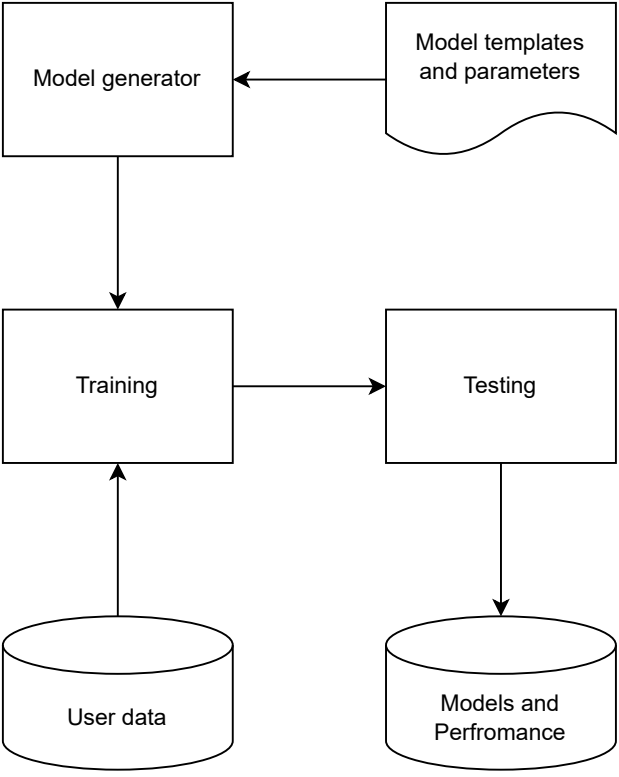 Model generator
Model templates
and parameters
Training
Testing
User data
Models and
Perfromance